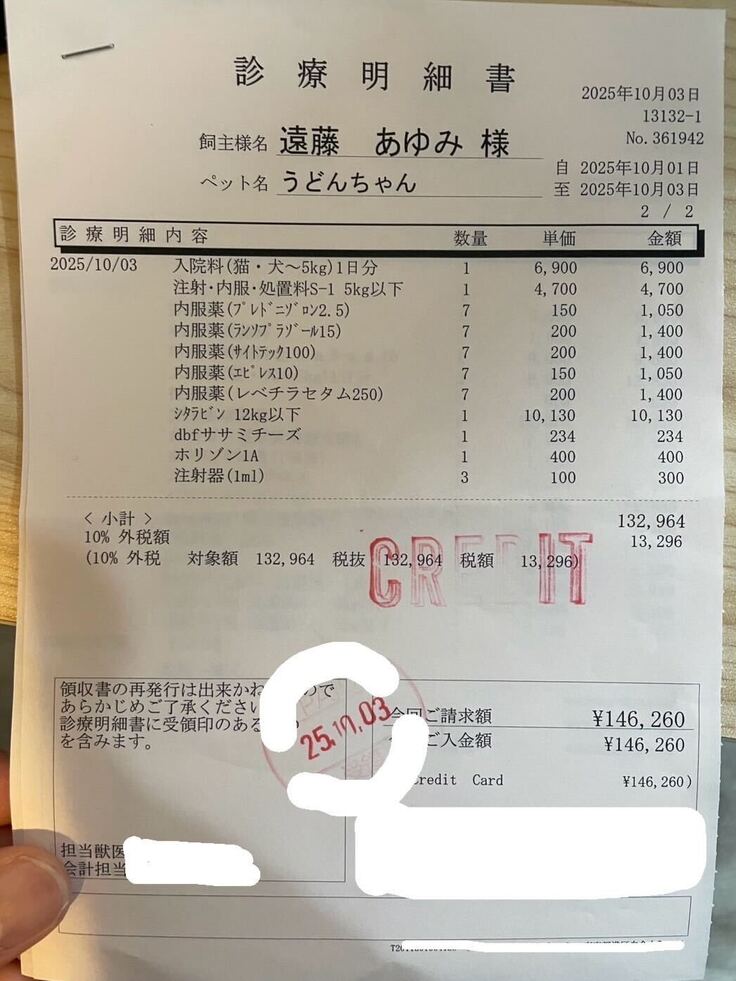 診療明細書
2025年10月03日
13132-1
飼主様名 遠藤 あゆみ 様
No.361942
ペット名 うどんちゃん
自 2025年10月01日
至 2025年10月03日
2 / 2
診療明細内容 数量 単価 金額
2025/10/03 入院料(猫・犬～5kg)1日分 1 6,900 6,900
注射・内服・処置料S-1 5kg以下 1 4,700 4,700
内服薬(ﾌﾟﾚﾄﾞﾆｿﾞﾛﾝ2.5) 7 150 1,050
内服薬(ﾗﾝｿﾌﾟﾗｿﾞｰﾙ15) 7 200 1,400
内服薬(ｻｲﾄﾃｯｸ100) 7 200 1,400
内服薬(ｴﾋﾟﾚｽ10) 7 150 1,050
内服薬(レベチラセタム250) 7 200 1,400
ｼﾀﾗﾋﾞﾝ 12kg以下 1 10,130 10,130
dbfササミチーズ 1 234 234
ホリゾン1A 1 400 400
注射器(1ml) 3 100 300
< 小計 > 132,964
10% 外税額 13,296
(10% 外税 対象額 132,964 税抜 132,964 税額 13,296)
CREDIT
領収書の再発行は出来かね ので
あらかじめご了承ください
診療明細書に受領印のある
を含みます。
25.10.03
今回ご請求額 ¥146,260
ご入金額 ¥146,260
redit Card ¥146,260)
担当獣医
会計担当